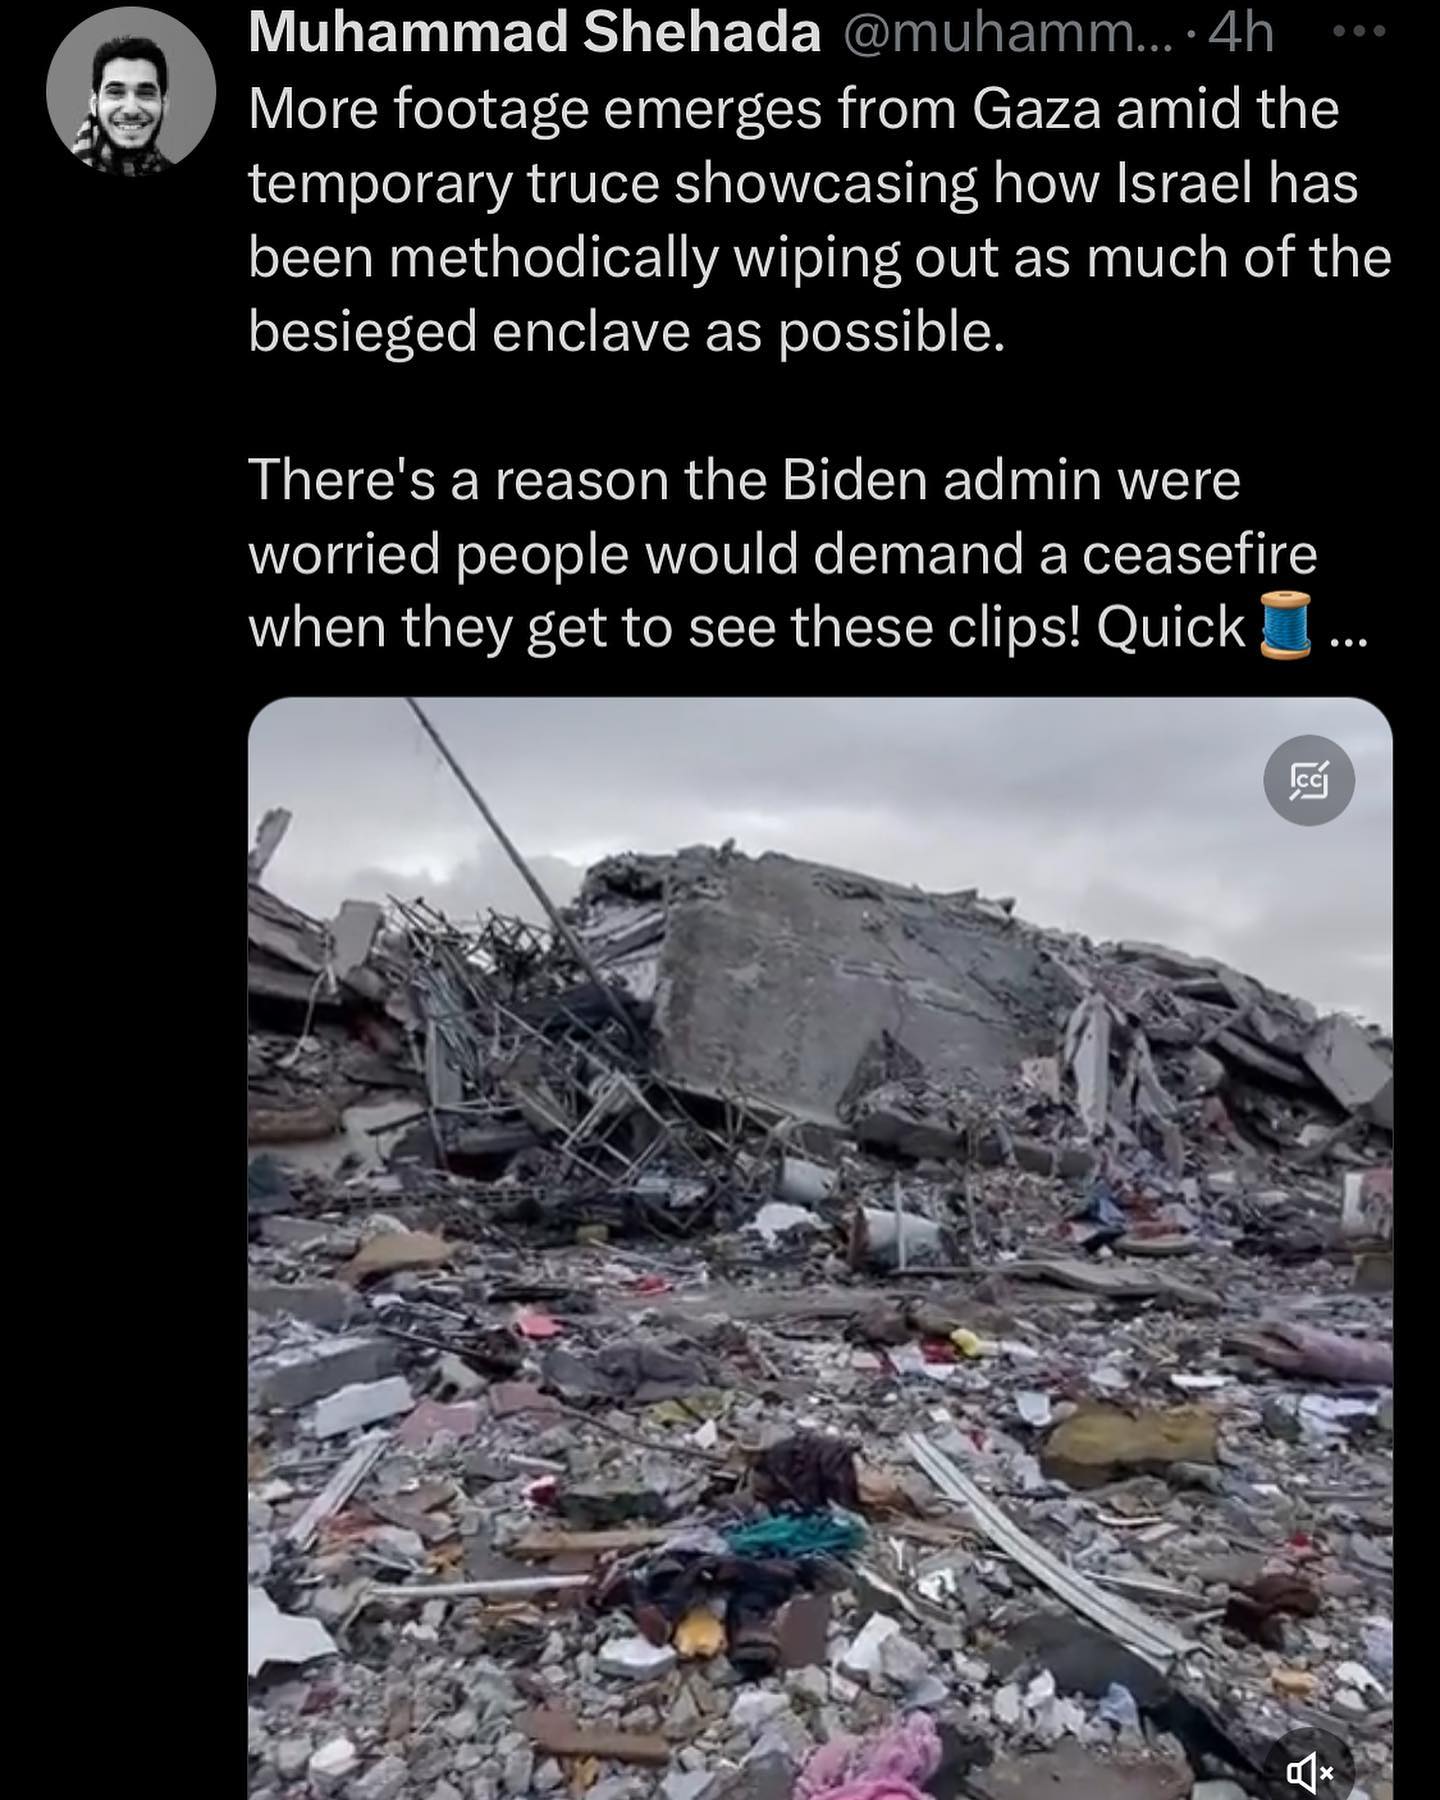 Muhammad Shehada @muhamm... · 4h
More footage emerges from Gaza amid the
temporary truce showcasing how Israel has
been methodically wiping out as much of the
besieged enclave as possible.
There's a reason the Biden admin were
worried people would demand a ceasefire
when they get to see these clips! Quick 🧵 ...
CC